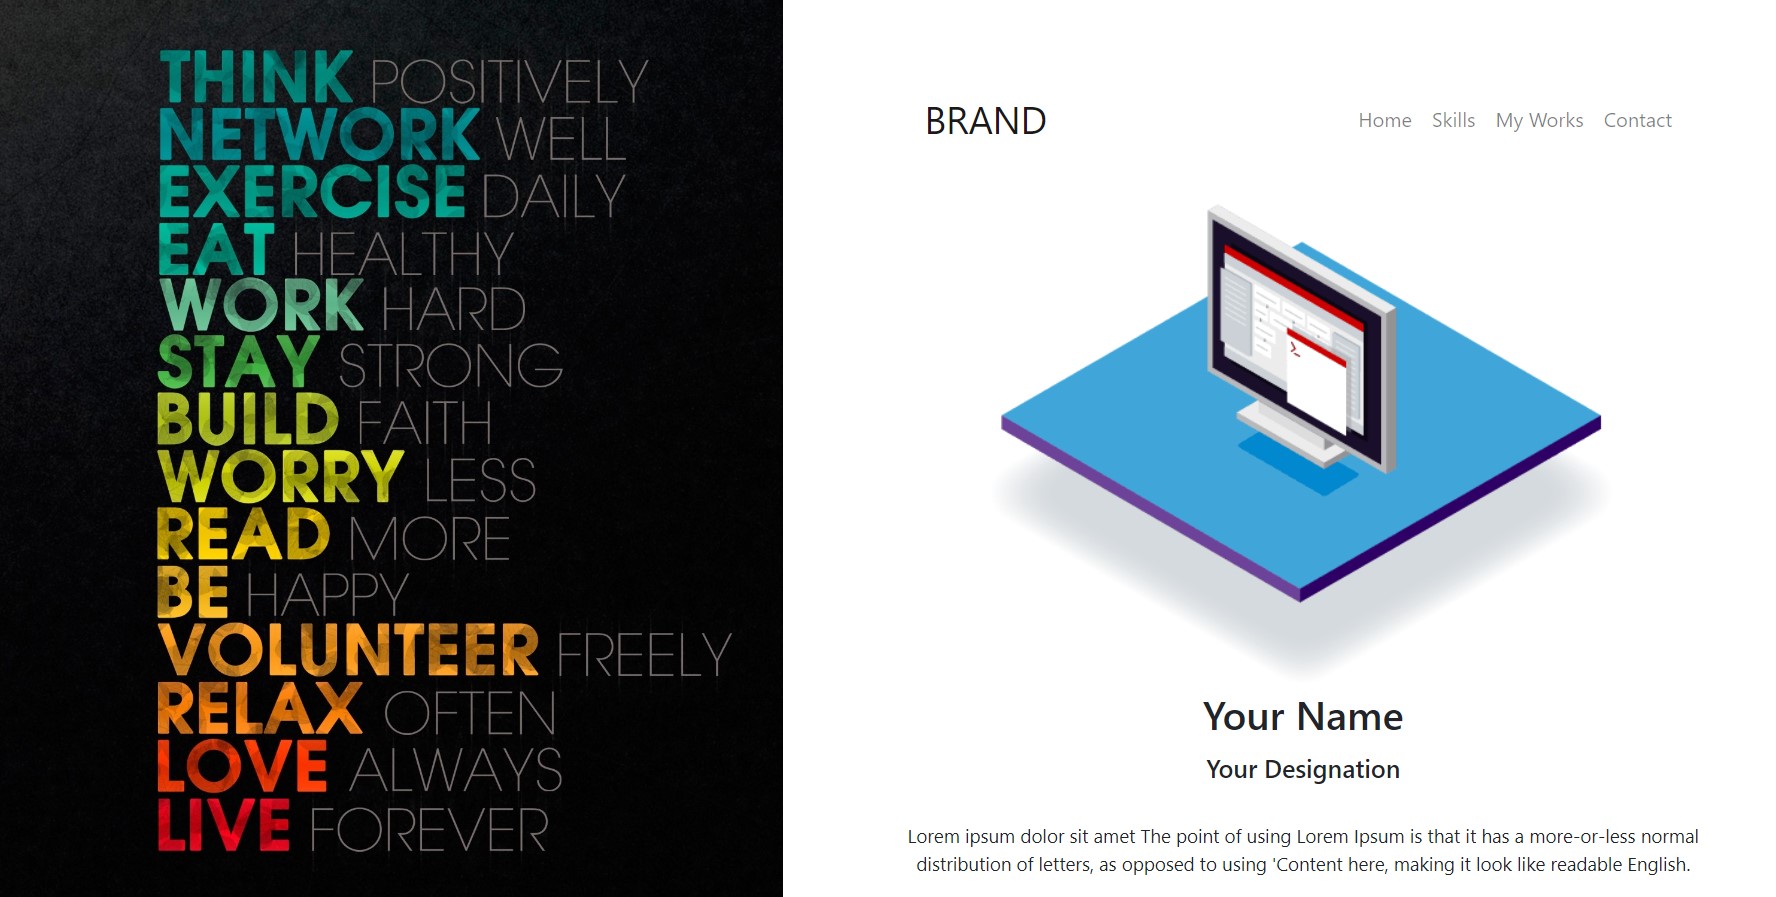 THINK POSITIVELY
NETWORK WELL
EXERCISE DAILY
EAT HEALTHY
WORK HARD
STAY STRONG
BUILD FAITH
WORRY LESS
READ MORE
BE HAPPY
VOLUNTEER FREELY
RELAX OFTEN
LOVE ALWAYS
LIVE FOREVER
BRAND
Home Skills My Works Contact
Your Name
Your Designation
Lorem ipsum dolor sit amet The point of using Lorem Ipsum is that it has a more-or-less normal
distribution of letters, as opposed to using 'Content here, making it look like readable English.